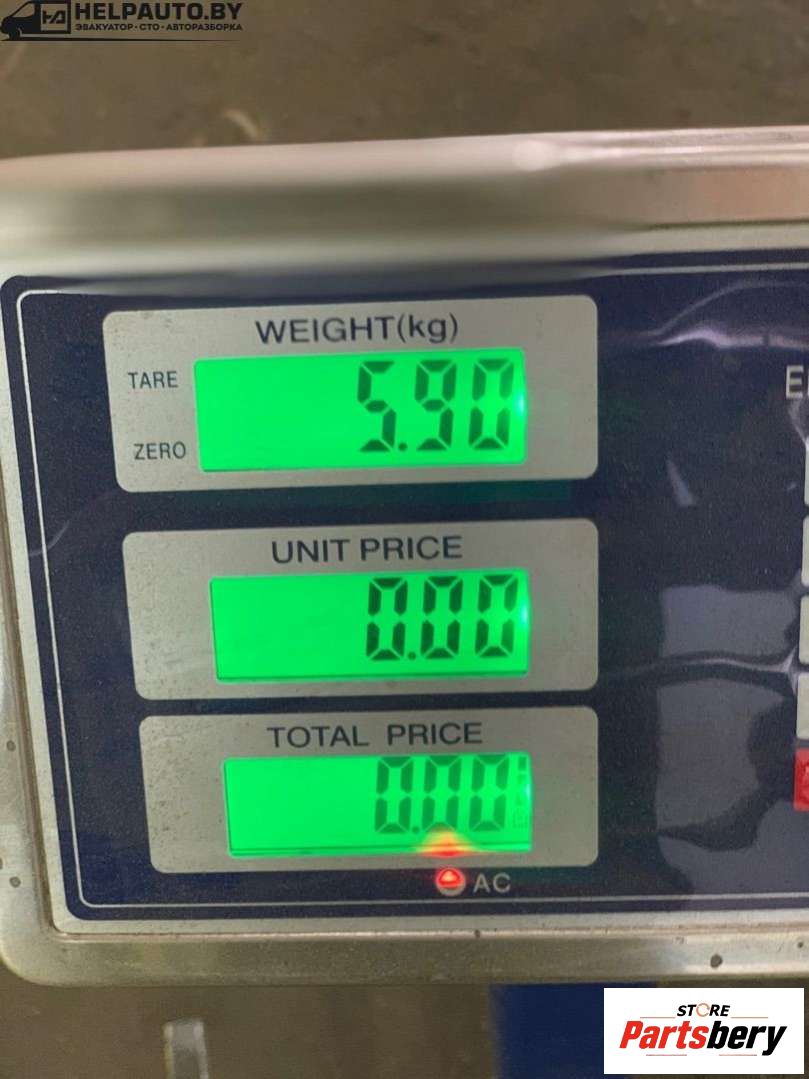 HELPAUTO.BY
ЭВАКУАТОР · СТО · АВТОРАЗБОРКА
WEIGHT(kg)
TARE
5.90
ZERO
UNIT PRICE
0.00
TOTAL PRICE
0.00
AC
STORE
Partsbery